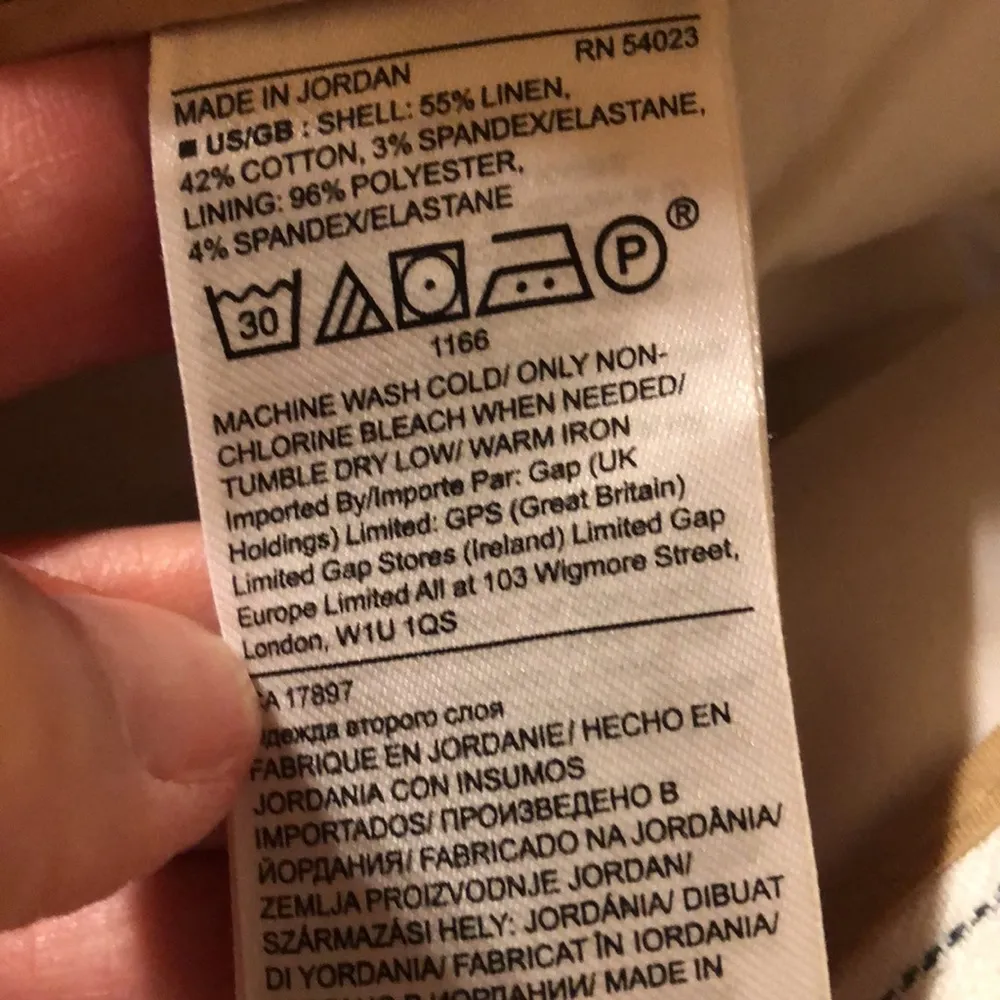 RN 54023
MADE IN JORDAN
■ US/GB : SHELL: 55% LINEN,
42% COTTON, 3% SPANDEX/ELASTANE,
LINING: 96% POLYESTER,
4% SPANDEX/ELASTANE
30 P ®
1166
MACHINE WASH COLD/ ONLY NON-
CHLORINE BLEACH WHEN NEEDED/
TUMBLE DRY LOW/ WARM IRON
Imported By/Importe Par: Gap (UK
Holdings) Limited: GPS (Great Britain)
Limited Gap Stores (Ireland) Limited Gap
Europe Limited All at 103 Wigmore Street,
London, W1U 1QS
17897
второго слоя
FABRIQUE EN JORDANIE/ HECHO EN
JORDANIA CON INSUMOS
IMPORTADOS/ ПРОИЗВЕДЕНО В
ЙОРДАНИЯ/ FABRICADO NA JORDÂNIA/
ZEMLJA PROIZVODNJE JORDAN/
SZÁRMAZÁSI HELY: JORDÁNIA/ DIBUAT
DI YORDANIA/ FABRICAT ÎN IORDANIA/
В ИОРДАНИИ/ MADE IN